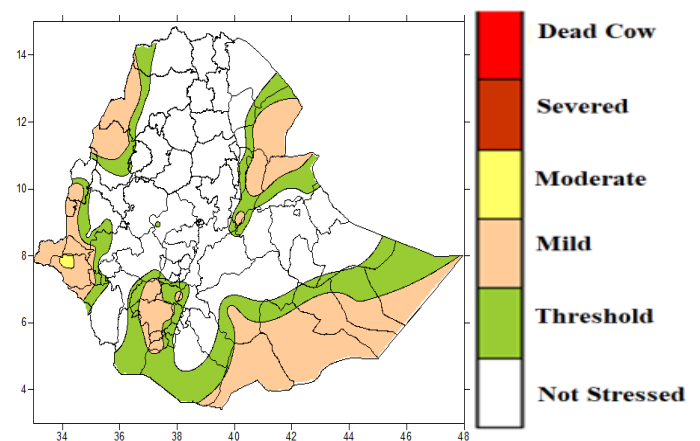 14
12
10
8
6
4
34 36 38 40 42 44 46 48
Dead Cow
Severed
Moderate
Mild
Threshold
Not Stressed